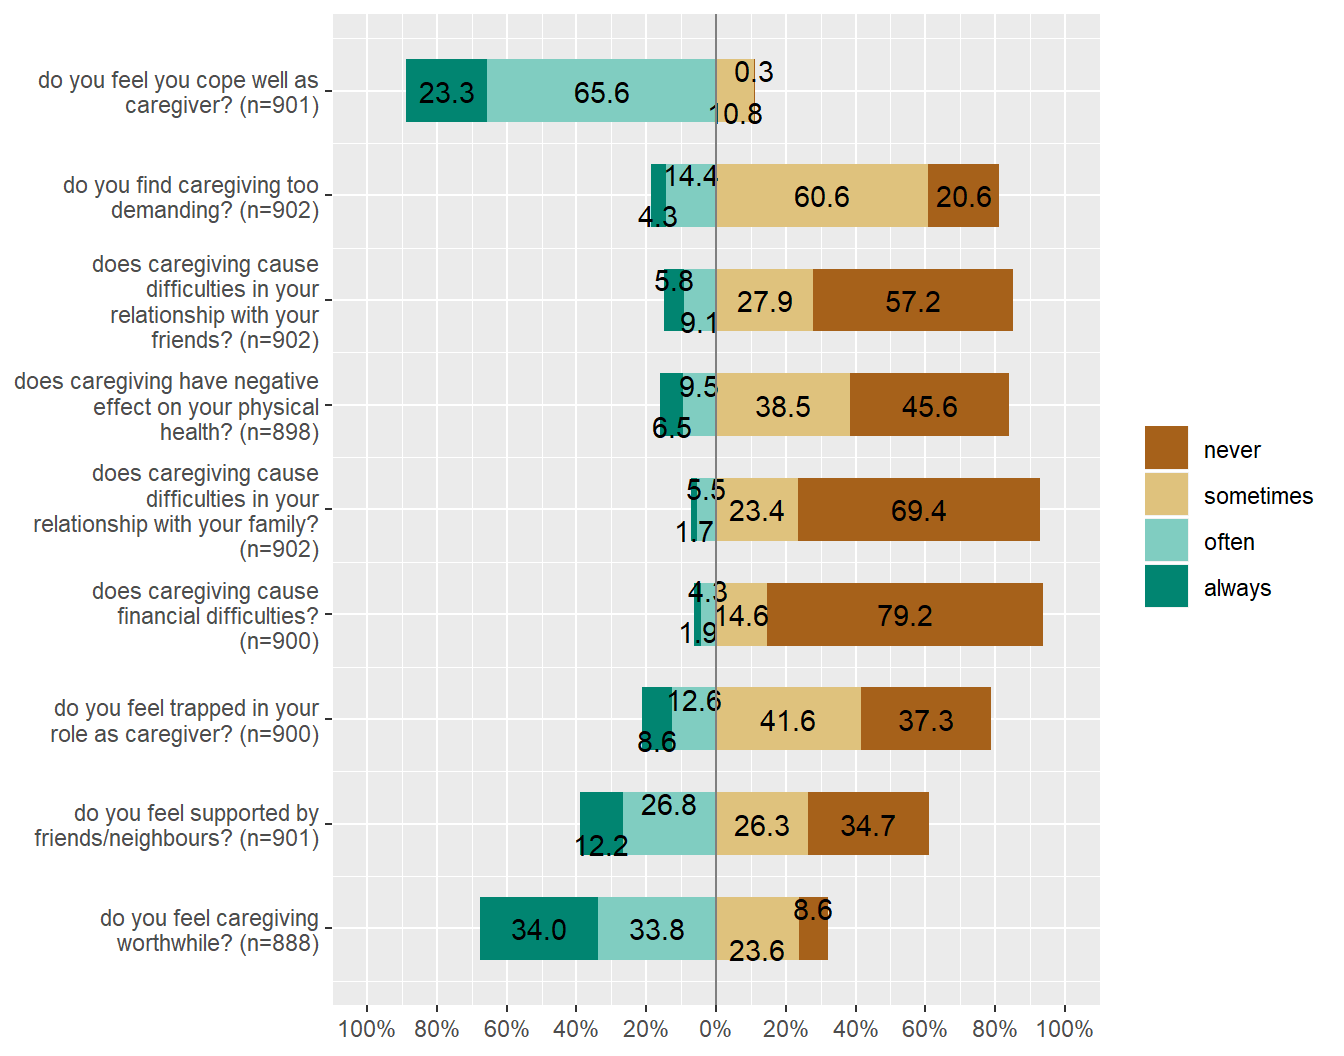 do you feel you cope well as
caregiver? (n=901)
23.3
65.6
0.3
10.8
do you find caregiving too
demanding? (n=902)
14.4
4.3
60.6
20.6
does caregiving cause
difficulties in your
relationship with your
friends? (n=902)
5.8
9.1
27.9
57.2
does caregiving have negative
effect on your physical
health? (n=898)
9.5
6.5
38.5
45.6
does caregiving cause
difficulties in your
relationship with your family?
(n=902)
5.5
1.7
23.4
69.4
does caregiving cause
financial difficulties?
(n=900)
4.3
1.9
14.6
79.2
do you feel trapped in your
role as caregiver? (n=900)
12.6
8.6
41.6
37.3
do you feel supported by
friends/neighbours? (n=901)
26.8
12.2
26.3
34.7
do you feel caregiving
worthwhile? (n=888)
34.0
33.8
8.6
23.6
100% 80% 60% 40% 20% 0% 20% 40% 60% 80% 100%
never
sometimes
often
always